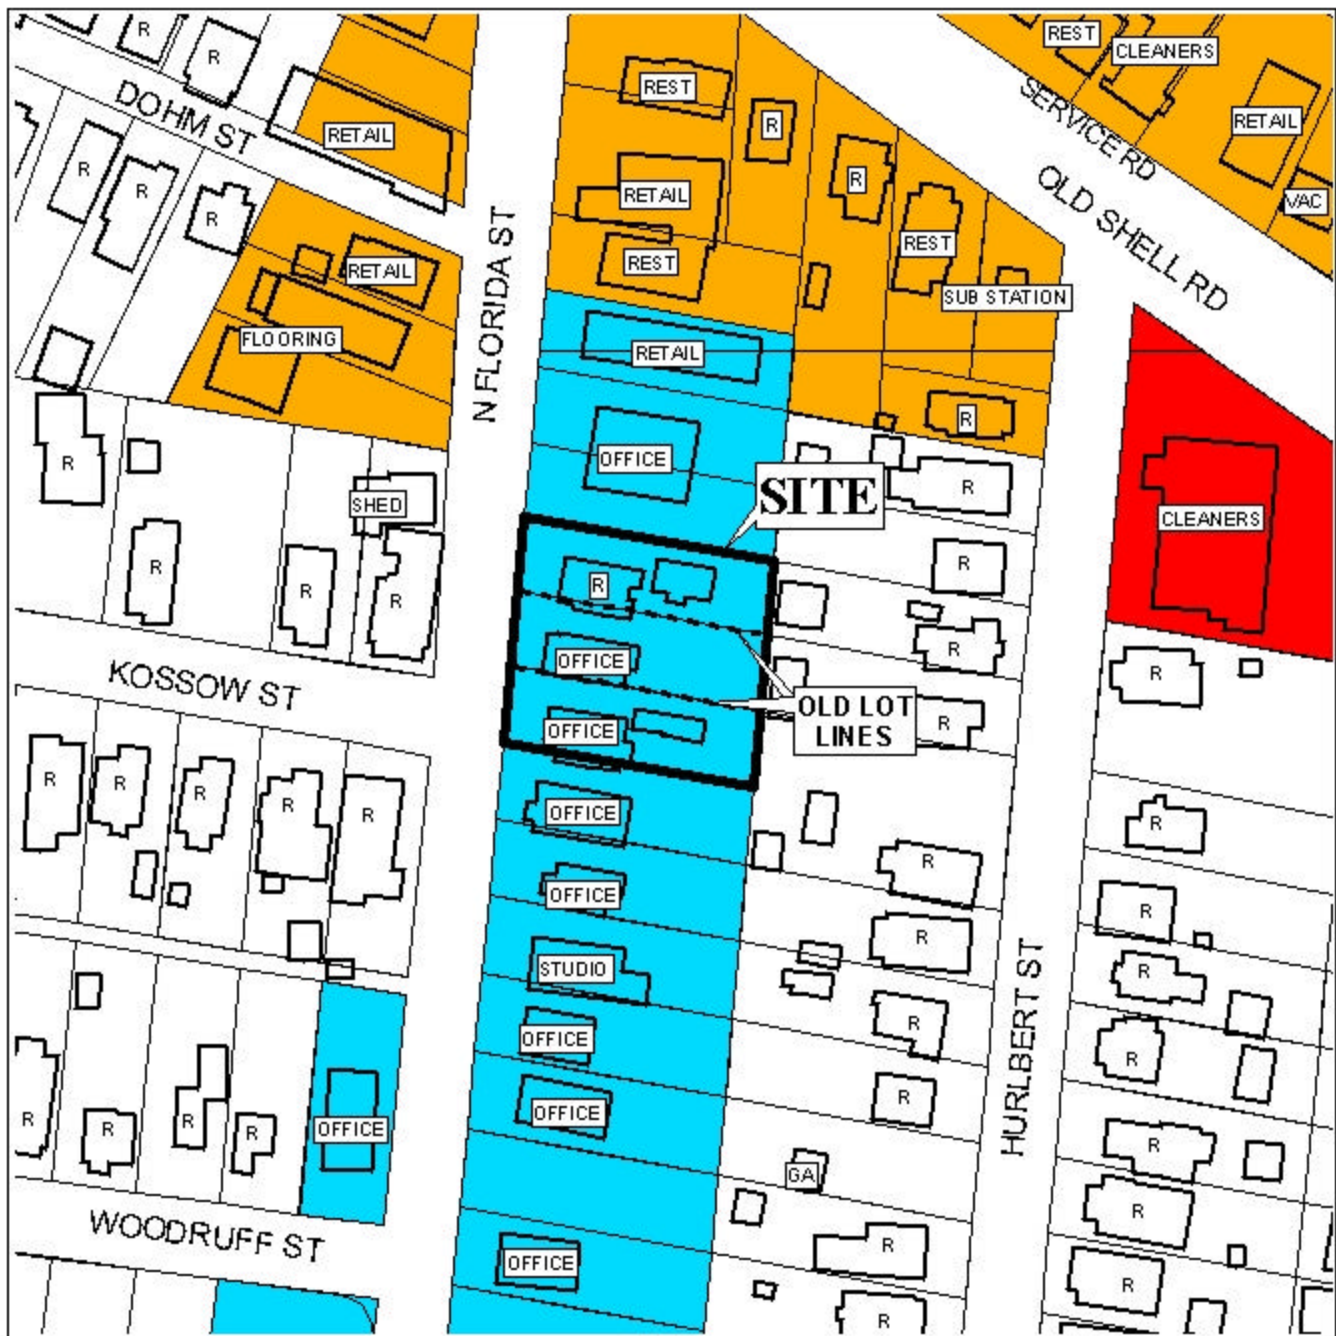 R
R
REST
CLEANERS
REST
R
RETAIL
DOHM ST
RETAIL
SERVICE RD
R
R
R
RETAIL
R
REST
VAC
OLD SHELL RD
RETAIL
REST
SUB STATION
N FLORIDA ST
FLOORING
RETAIL
R
OFFICE
R
SITE
R
SHED
CLEANERS
R
R
R
R
R
OFFICE
R
R
KOSSOW ST
OLD LOT
LINES
R
OFFICE
R
R
R
R
R
OFFICE
R
R
OFFICE
R
R
STUDIO
R
R
OFFICE
R
R
R
R
R
R
OFFICE
OFFICE
R
R
HURLBERT ST
GA
R
WOODRUFF ST
R
OFFICE
R
R